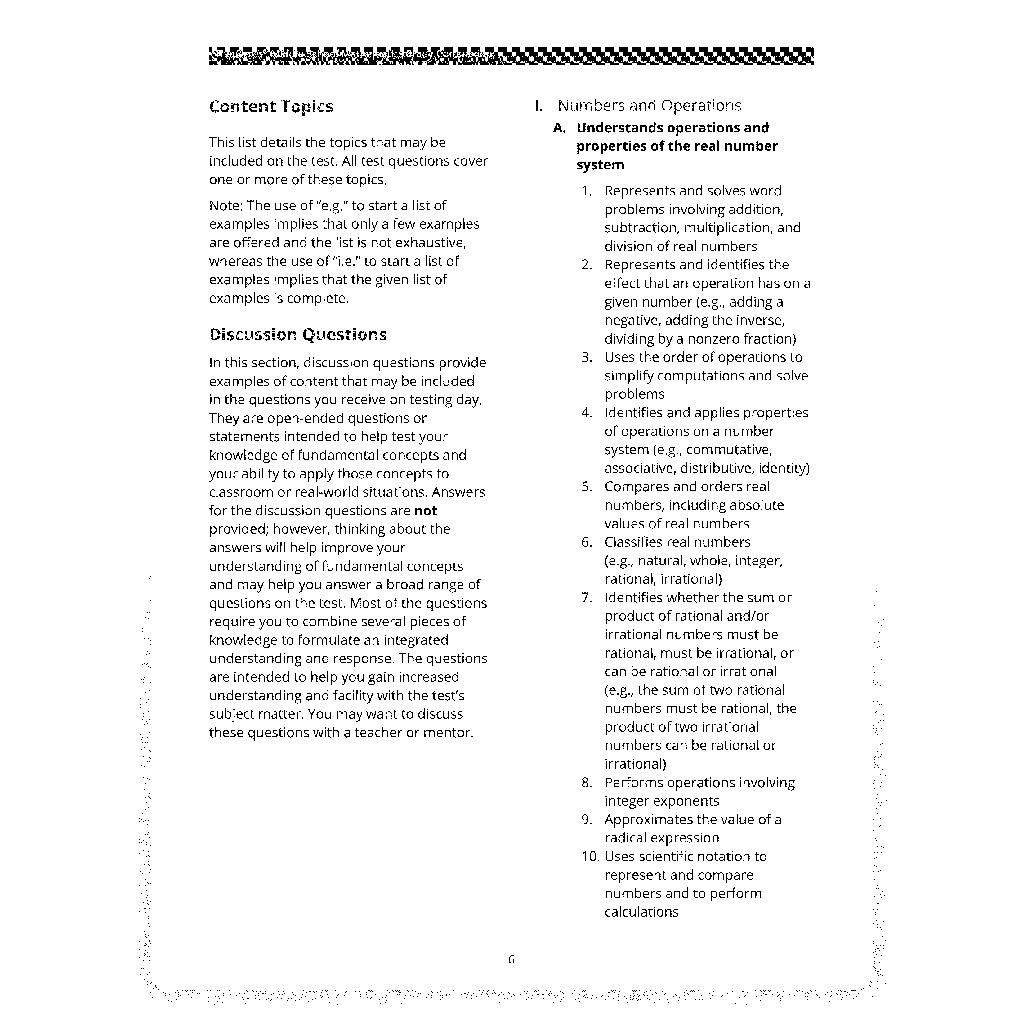 Content Topics
This list details the topics that may be
included on the test. All test questions cover
one or more of these topics.
Note: The use of “e.g.” to start a list of
examples implies that only a few examples
are offered and the list is not exhaustive,
whereas the use of “i.e.” to start a list of
examples implies that the given list of
examples is complete.
Discussion Questions
In this section, discussion questions provide
examples of content that may be included
in the questions you receive on testing day.
They are open-ended questions or
statements intended to help test your
knowledge of fundamental concepts and
your ability to apply those concepts to
classroom or real-world situations. Answers
for the discussion questions are not
provided; however, thinking about the
answers will help improve your
understanding of fundamental concepts
and may help you answer a broad range of
questions on the test. Most of the questions
require you to combine several pieces of
knowledge to formulate an integrated
understanding and response. The questions
are intended to help you gain increased
understanding and facility with the test’s
subject matter. You may want to discuss
these questions with a teacher or mentor.
I. Numbers and Operations
A. Understands operations and
properties of the real number
system
1. Represents and solves word
problems involving addition,
subtraction, multiplication, and
division of real numbers
2. Represents and identifies the
effect that an operation has on a
given number (e.g., adding a
negative, adding the inverse,
dividing by a nonzero fraction)
3. Uses the order of operations to
simplify computations and solve
problems
4. Identifies and applies properties
of operations on a number
system (e.g., commutative,
associative, distributive, identity)
5. Compares and orders real
numbers, including absolute
values of real numbers
6. Classifies real numbers
(e.g., natural, whole, integer,
rational, irrational)
7. Identifies whether the sum or
product of rational and/or
irrational numbers must be
rational, must be irrational, or
can be rational or irrational
(e.g., the sum of two rational
numbers must be rational, the
product of two irrational
numbers can be rational or
irrational)
8. Performs operations involving
integer exponents
9. Approximates the value of a
radical expression
10. Uses scientific notation to
represent and compare
numbers and to perform
calculations
6